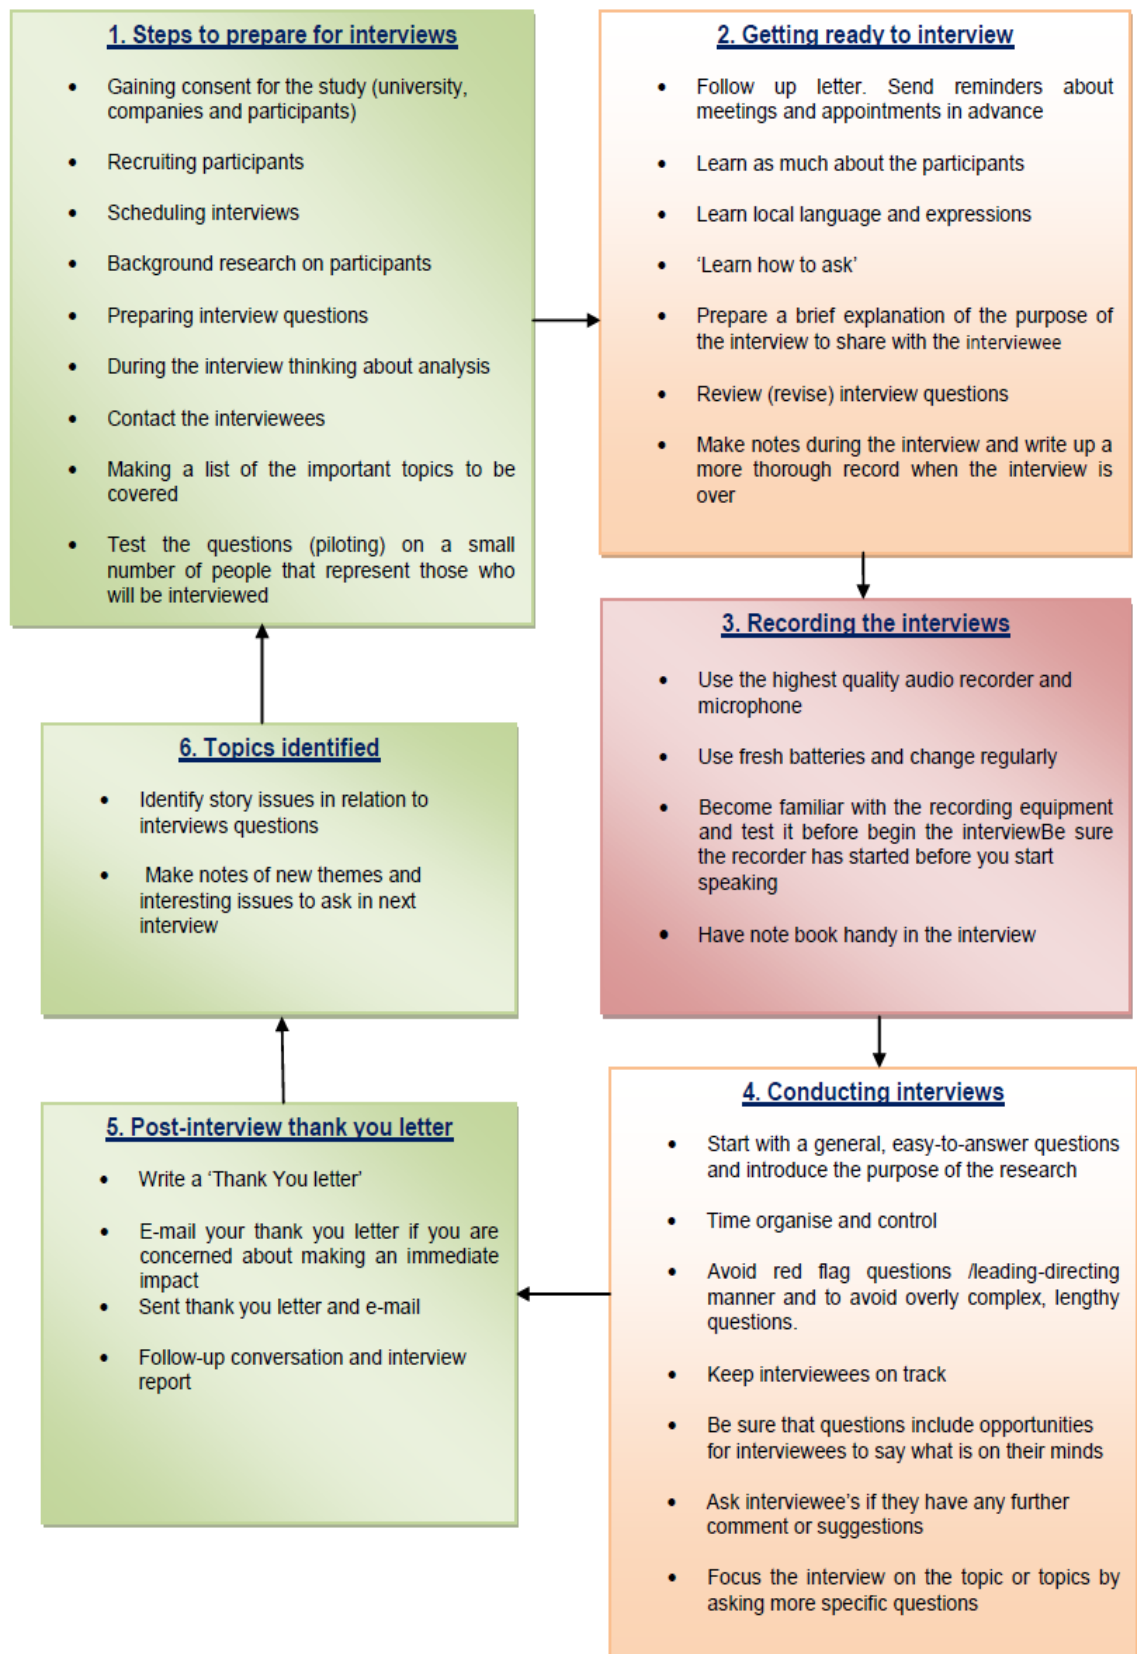 1. Steps to prepare for interviews
• Gaining consent for the study (university,
companies and participants)
• Recruiting participants
• Scheduling interviews
• Background research on participants
• Preparing interview questions
• During the interview thinking about analysis
• Contact the interviewees
• Making a list of the important topics to be
covered
• Test the questions (piloting) on a small
number of people that represent those who
will be interviewed
2. Getting ready to interview
• Follow up letter. Send reminders about
meetings and appointments in advance
• Learn as much about the participants
• Learn local language and expressions
• ‘Learn how to ask’
• Prepare a brief explanation of the purpose of
the interview to share with the interviewee
• Review (revise) interview questions
• Make notes during the interview and write up a
more thorough record when the interview is
over
3. Recording the interviews
• Use the highest quality audio recorder and
microphone
• Use fresh batteries and change regularly
• Become familiar with the recording equipment
and test it before begin the interviewBe sure
the recorder has started before you start
speaking
• Have note book handy in the interview
4. Conducting interviews
• Start with a general, easy-to-answer questions
and introduce the purpose of the research
• Time organise and control
• Avoid red flag questions /leading-directing
manner and to avoid overly complex, lengthy
questions.
• Keep interviewees on track
• Be sure that questions include opportunities
for interviewees to say what is on their minds
• Ask interviewee’s if they have any further
comment or suggestions
• Focus the interview on the topic or topics by
asking more specific questions
5. Post-interview thank you letter
• Write a ‘Thank You letter’
• E-mail your thank you letter if you are
concerned about making an immediate
impact
• Sent thank you letter and e-mail
• Follow-up conversation and interview
report
6. Topics identified
• Identify story issues in relation to
interviews questions
• Make notes of new themes and
interesting issues to ask in next
interview